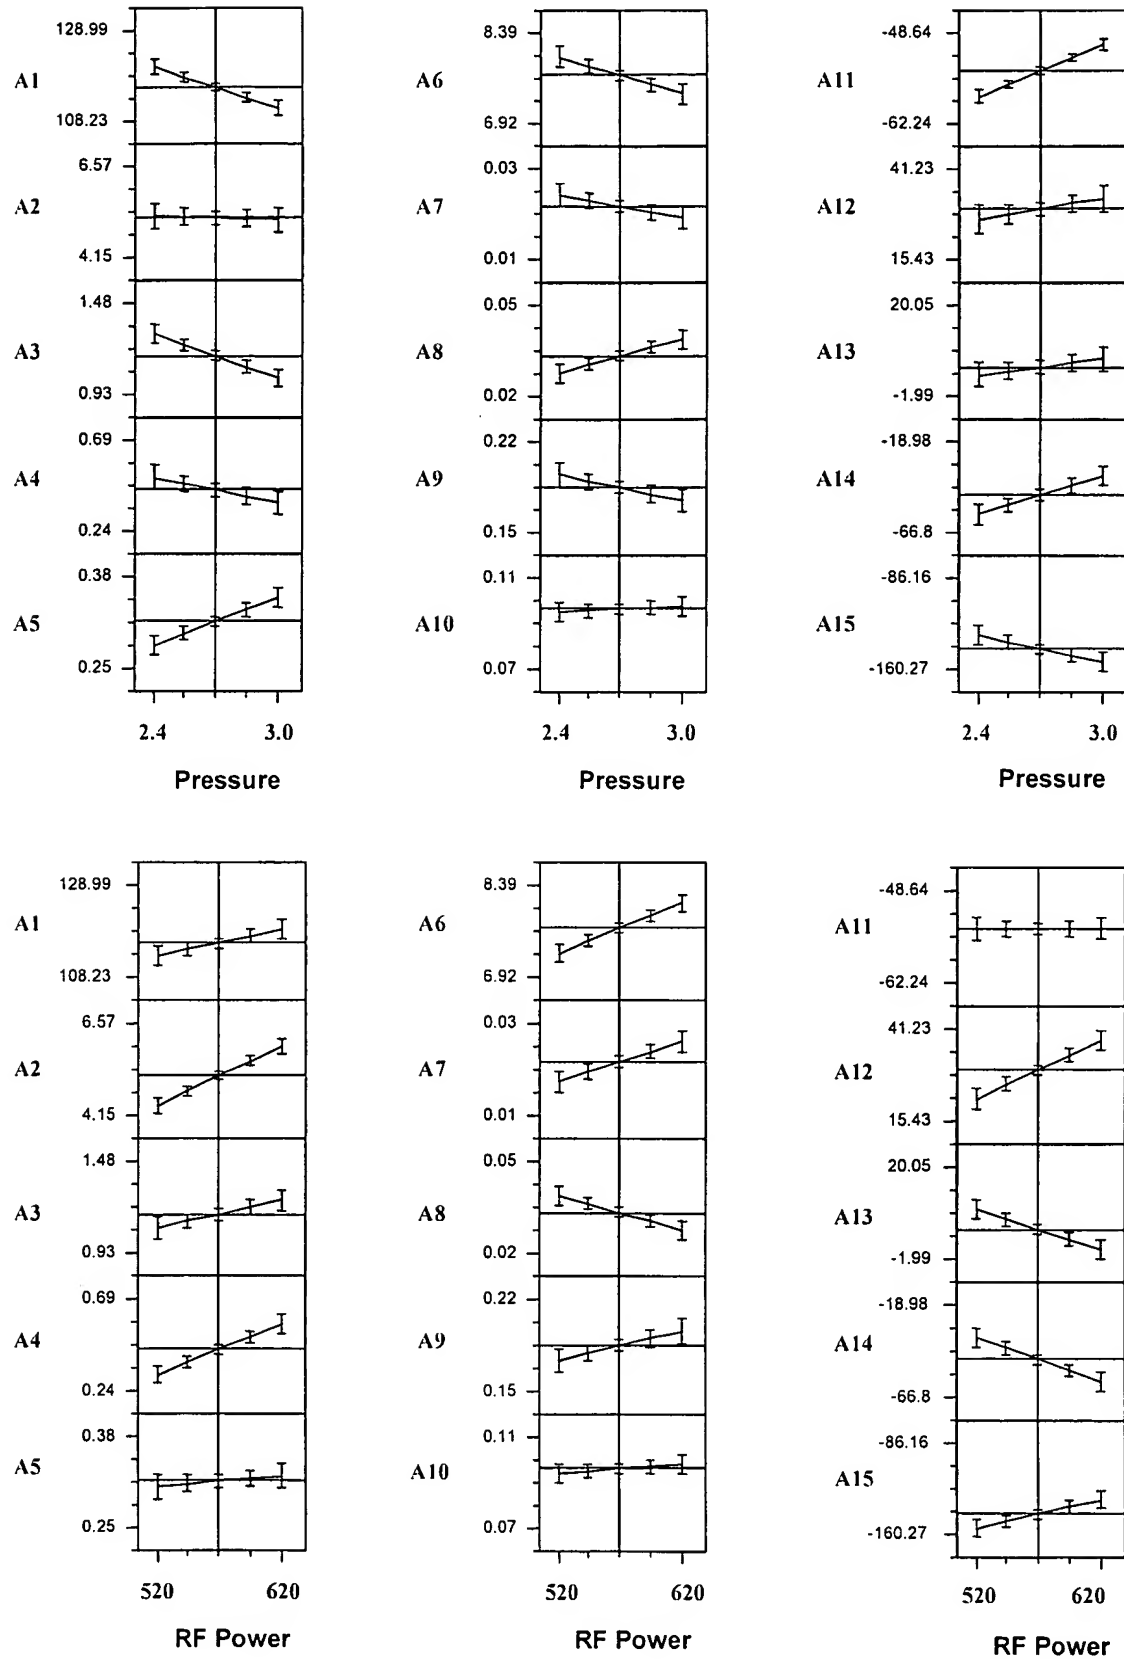 128.99
A1
108.23
6.57
A2
4.15
1.48
A3
0.93
0.69
A4
0.24
0.38
A5
0.25
2.4 3.0
Pressure
8.39
A6
6.92
0.03
A7
0.01
0.05
A8
0.02
0.22
A9
0.15
0.11
A10
0.07
2.4 3.0
Pressure
-48.64
A11
-62.24
41.23
A12
15.43
20.05
A13
-1.99
-18.98
A14
-66.8
-86.16
A15
-160.27
2.4 3.0
Pressure
128.99
A1
108.23
6.57
A2
4.15
1.48
A3
0.93
0.69
A4
0.24
0.38
A5
0.25
520 620
RF Power
8.39
A6
6.92
0.03
A7
0.01
0.05
A8
0.02
0.22
A9
0.15
0.11
A10
0.07
520 620
RF Power
-48.64
A11
-62.24
41.23
A12
15.43
20.05
A13
-1.99
-18.98
A14
-66.8
-86.16
A15
-160.27
520 620
RF Power